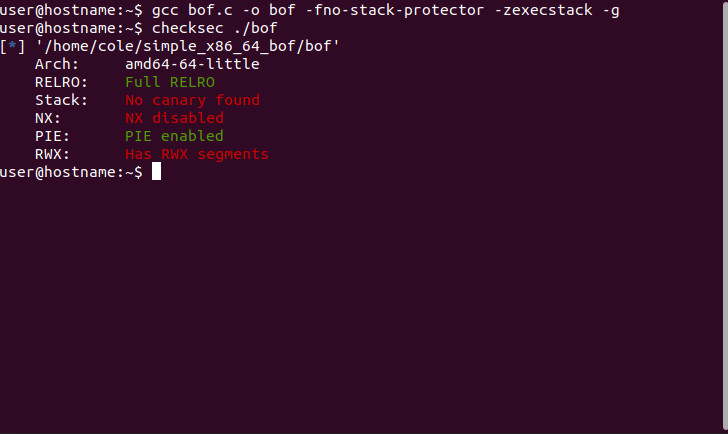 user@hostname:~$ gcc bof.c -o bof -fno-stack-protector -zexecstack -g
user@hostname:~$ checksec ./bof
[*] '/home/cole/simple_x86_64_bof/bof'
    Arch:     amd64-64-little
    RELRO:    Full RELRO
    Stack:    No canary found
    NX:       NX disabled
    PIE:      PIE enabled
    RWX:      Has RWX segments
user@hostname:~$